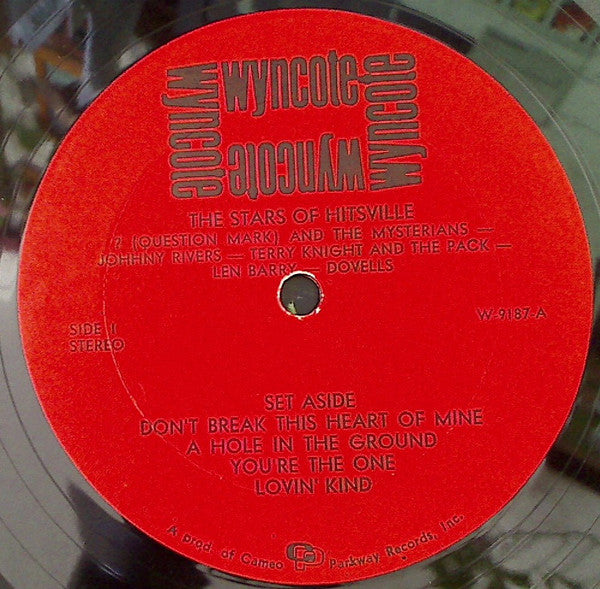 wyncote
wyncote
wyncote
wyncote
THE STARS OF HITSVILLE
? (QUESTION MARK) AND THE MYSTERIANS —
JOHNNY RIVERS — TERRY KNIGHT AND THE PACK —
LEN BARRY — DOVELLS
SIDE 1
STEREO
W-9187-A
SET ASIDE
DON'T BREAK THIS HEART OF MINE
A HOLE IN THE GROUND
YOU'RE THE ONE
LOVIN' KIND
A prod. of Cameo CP Parkway Records, Inc.